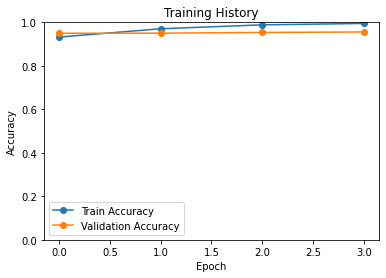 Training History
Accuracy
1.0
0.8
0.6
0.4
0.2
0.0
Train Accuracy
Validation Accuracy
0.0 0.5 1.0 1.5 2.0 2.5 3.0
Epoch